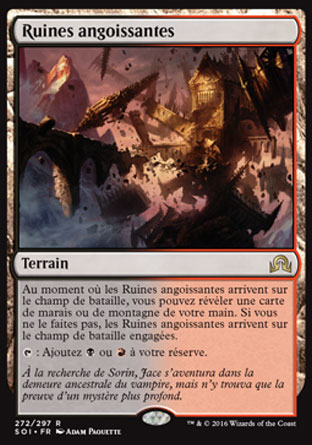 Ruines angoissantes
Terrain
Au moment où les Ruines angoissantes arrivent sur
le champ de bataille, vous pouvez révéler une carte
de marais ou de montagne de votre main. Si vous
ne le faites pas, les Ruines angoissantes arrivent sur
le champ de bataille engagées.
: Ajoutez ou à votre réserve.
À la recherche de Sorin, Jace s'aventura dans la
demeure ancestrale du vampire, mais n'y trouva que la
preuve d'un mystère plus profond.
272/297 R
SOI • FR Adam Paquette
™ & © 2016 Wizards of the Coast